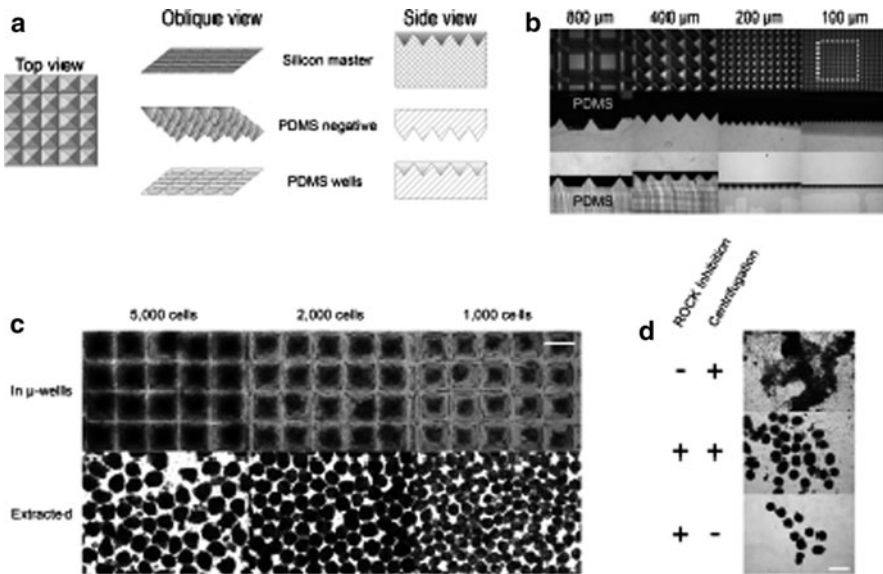 a
Top view
Oblique view
Side view
Silicon master
PDMS negative
PDMS wells
b
800 µm 400 µm 200 µm 100 µm
PDMS
PDMS
c
5,000 cells 2,000 cells 1,000 cells
In µ-wells
Extracted
d
ROCK Inhibition
Centrifugation
- +
+ +
+ -